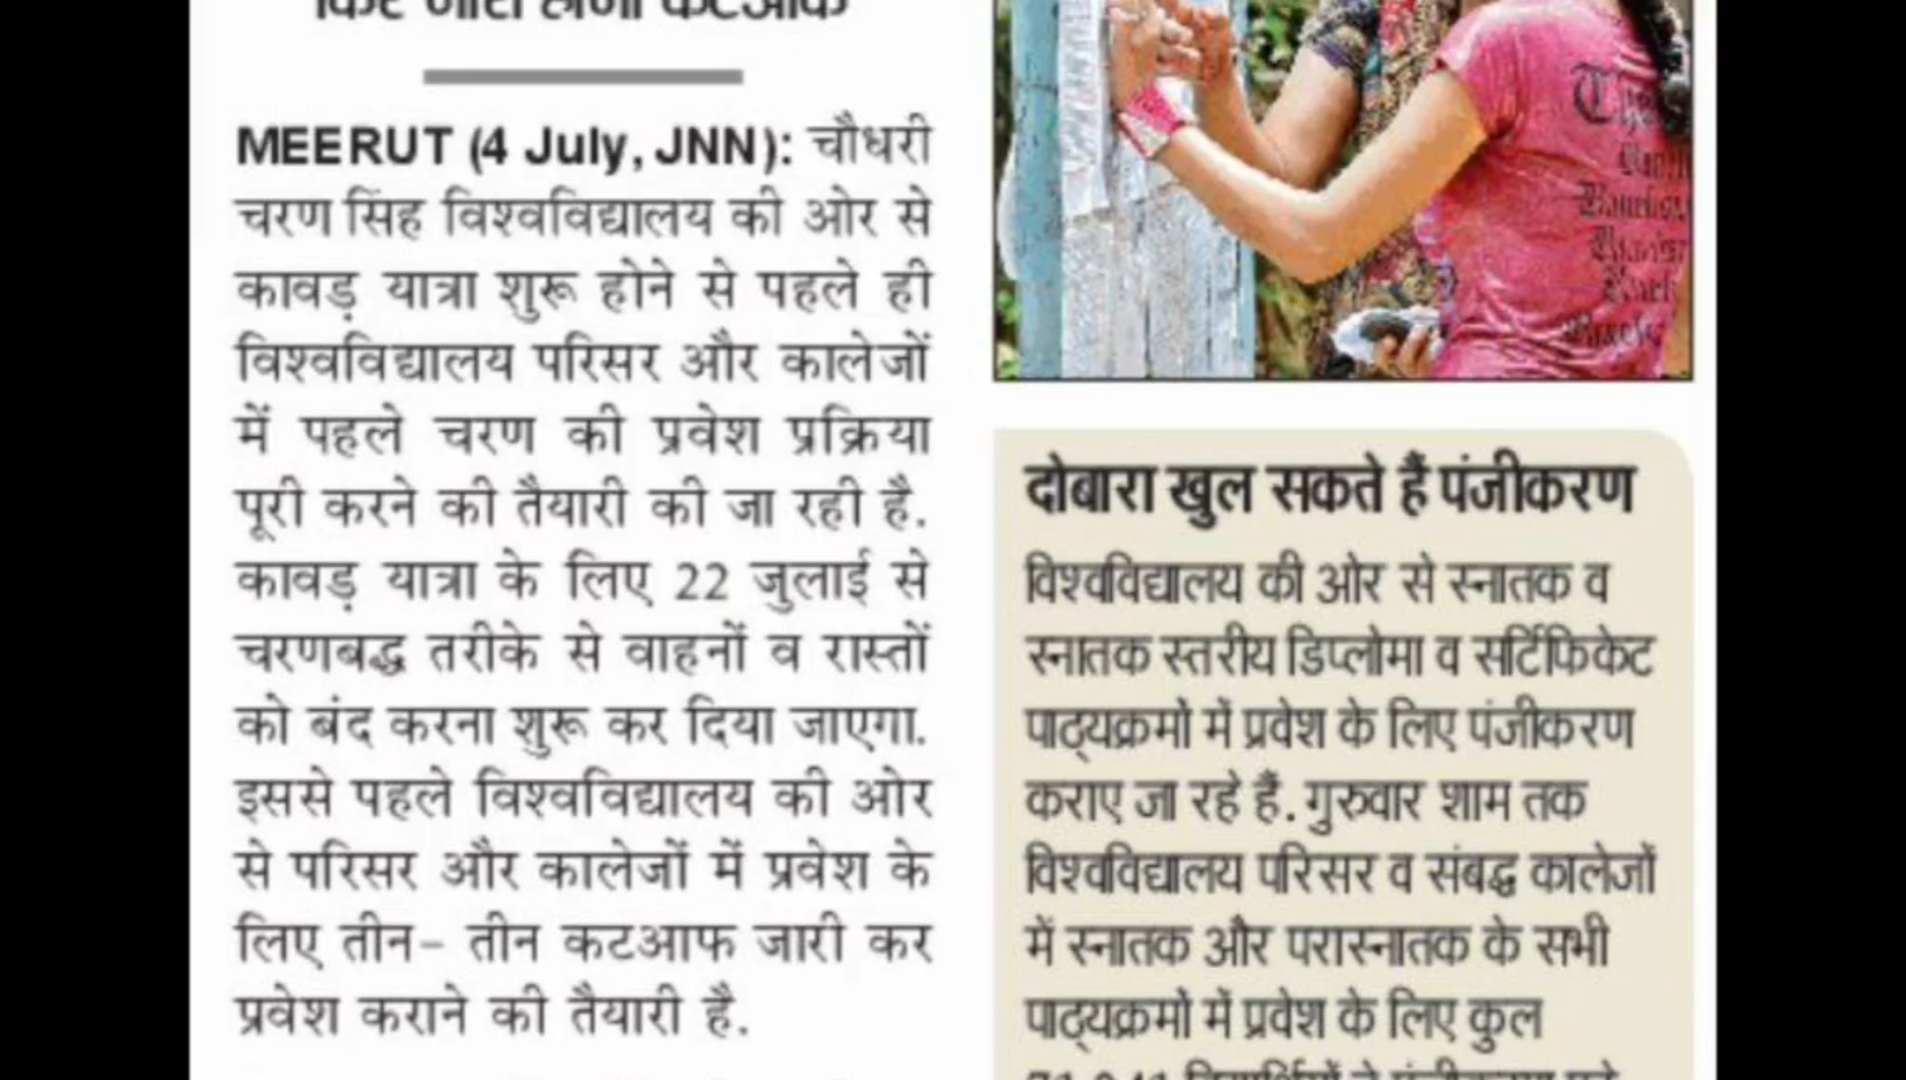 फिर जारी होगी कटऑफ
MEERUT (4 July, JNN): चौधरी
चरण सिंह विश्वविद्यालय की ओर से
कावड़ यात्रा शुरू होने से पहले ही
विश्वविद्यालय परिसर और कालेजों
में पहले चरण की प्रवेश प्रक्रिया
पूरी करने की तैयारी की जा रही है.
कावड़ यात्रा के लिए 22 जुलाई से
चरणबद्ध तरीके से वाहनों व रास्तों
को बंद करना शुरू कर दिया जाएगा.
इससे पहले विश्वविद्यालय की ओर
से परिसर और कालेजों में प्रवेश के
लिए तीन- तीन कटआफ जारी कर
प्रवेश कराने की तैयारी है.
The
दोबारा खुल सकते हैं पंजीकरण
विश्वविद्यालय की ओर से स्नातक व
स्नातक स्तरीय डिप्लोमा व सर्टिफिकेट
पाठ्यक्रमों में प्रवेश के लिए पंजीकरण
कराए जा रहे हैं. गुरुवार शाम तक
विश्वविद्यालय परिसर व संबद्ध कालेजों
में स्नातक और परास्नातक के सभी
पाठ्यक्रमों में प्रवेश के लिए कुल